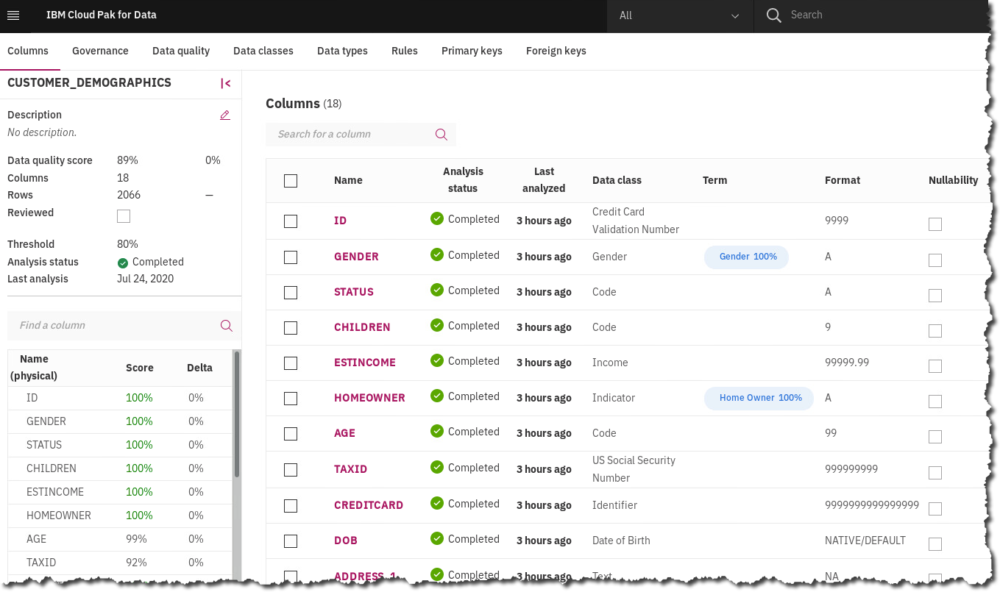 IBM Cloud Pak for Data
All
Search
Columns Governance Data quality Data classes Data types Rules Primary keys Foreign keys
CUSTOMER_DEMOGRAPHICS
Description
No description.
Data quality score 89% 0%
Columns 18
Rows 2066 —
Reviewed
Threshold 80%
Analysis status Completed
Last analysis Jul 24, 2020
Find a column
Name (physical) Score Delta
ID 100% 0%
GENDER 100% 0%
STATUS 100% 0%
CHILDREN 100% 0%
ESTINCOME 100% 0%
HOMEOWNER 100% 0%
AGE 99% 0%
TAXID 92% 0%
Columns (18)
Search for a column
Name Analysis status Last analyzed Data class Term Format Nullability
ID Completed 3 hours ago Credit Card Validation Number 9999
GENDER Completed 3 hours ago Gender Gender 100% A
STATUS Completed 3 hours ago Code A
CHILDREN Completed 3 hours ago Code 9
ESTINCOME Completed 3 hours ago Income 99999.99
HOMEOWNER Completed 3 hours ago Indicator Home Owner 100% A
AGE Completed 3 hours ago Code 99
TAXID Completed 3 hours ago US Social Security Number 999999999
CREDITCARD Completed 3 hours ago Identifier 9999999999999999
DOB Completed 3 hours ago Date of Birth NATIVE/DEFAULT
ADDRESS_1 Completed 3 hours ago Text NA